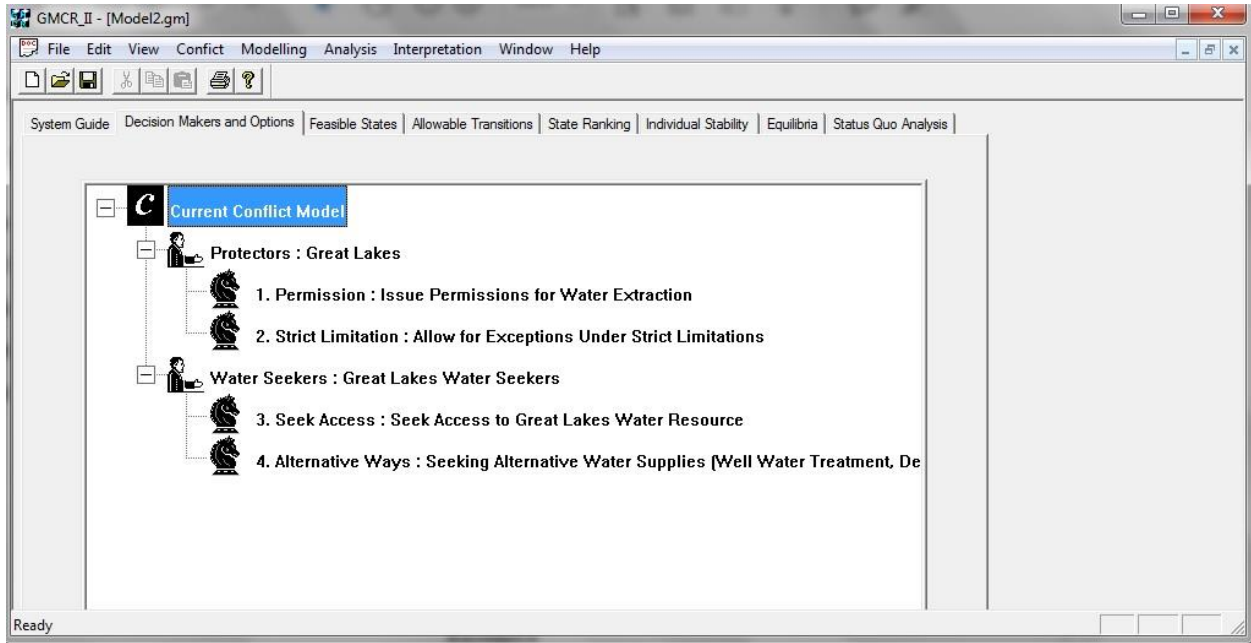 GMCR_II - [Model2.gm]
File Edit View Confict Modelling Analysis Interpretation Window Help
System Guide Decision Makers and Options Feasible States Allowable Transitions State Ranking Individual Stability Equilibria Status Quo Analysis
C Current Conflict Model
Protectors : Great Lakes
1. Permission : Issue Permissions for Water Extraction
2. Strict Limitation : Allow for Exceptions Under Strict Limitations
Water Seekers : Great Lakes Water Seekers
3. Seek Access : Seek Access to Great Lakes Water Resource
4. Alternative Ways : Seeking Alternative Water Supplies (Well Water Treatment, De
Ready